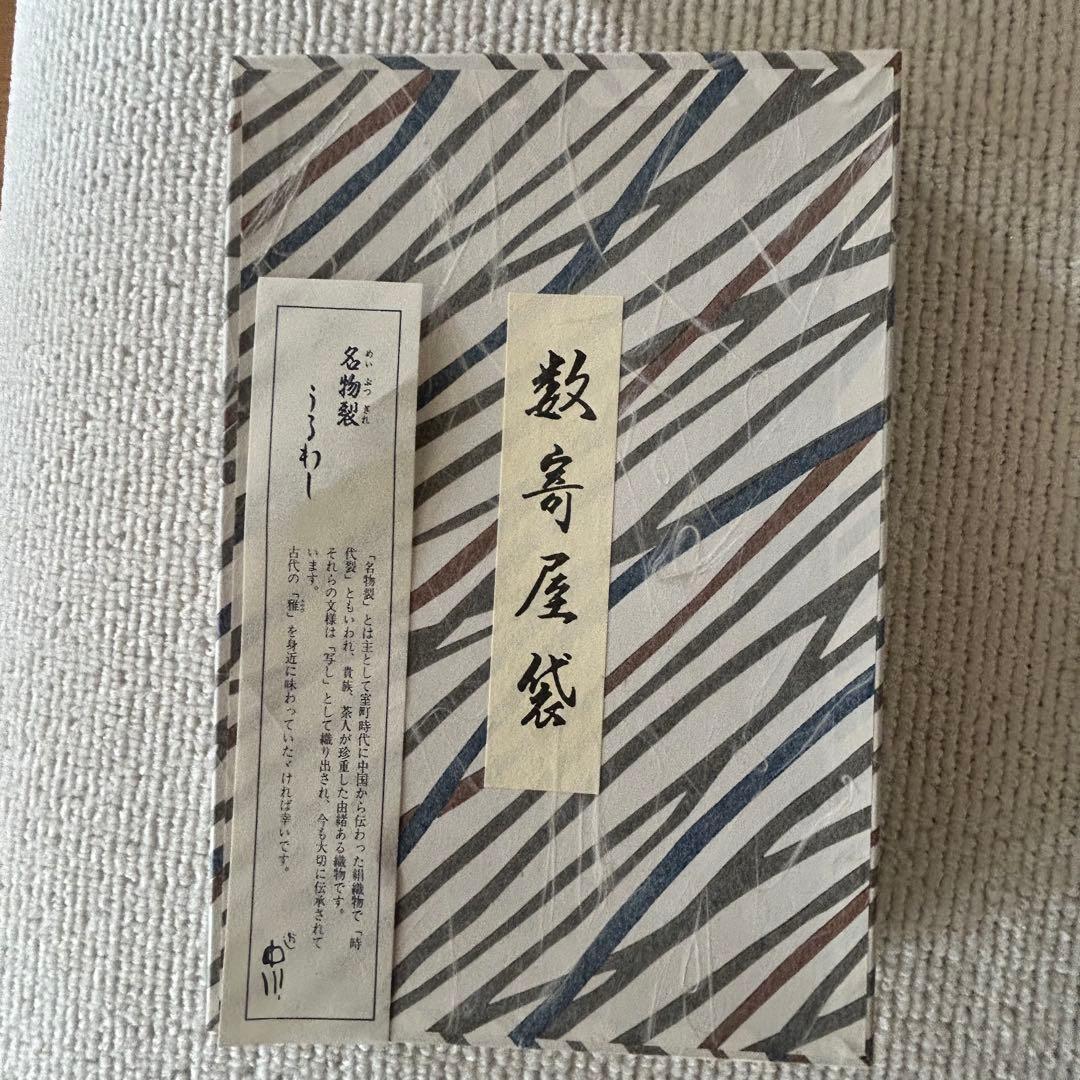 数寄屋袋
名物裂
めいぶつぎれ
うるわし
「名物裂」とは主として室町時代に中国から伝わった絹織物で「時
代裂」ともいわれ、貴族、茶人が珍重した由緒ある織物です。
それらの文様は「写し」として織り出され、今も大切に伝承されて
います。
古代の「雅」を身近に味わっていたゞければ幸いです。